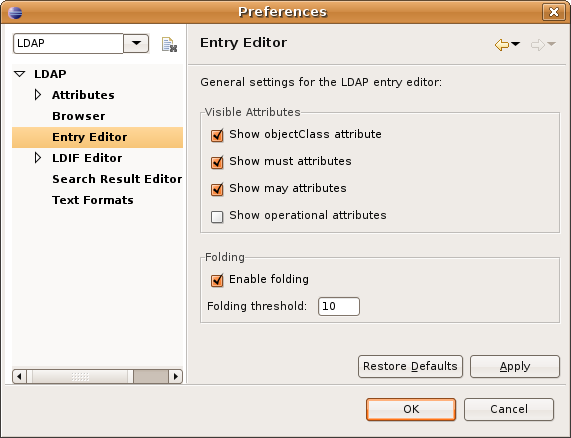 Preferences
LDAP
Entry Editor
LDAP
Attributes
Browser
Entry Editor
LDIF Editor
Search Result Editor
Text Formats
General settings for the LDAP entry editor:
Visible Attributes
Show objectClass attribute
Show must attributes
Show may attributes
Show operational attributes
Folding
Enable folding
Folding threshold: 10
Restore Defaults Apply
OK Cancel